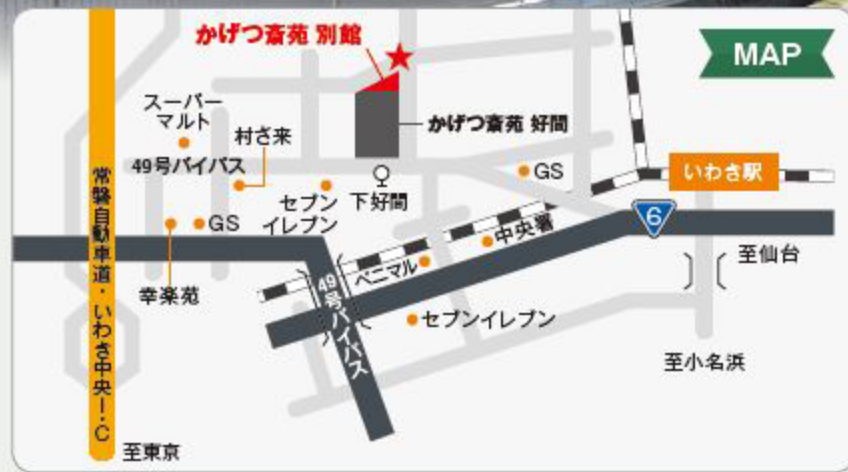 かげつ斎苑 別館
MAP
スーパー
マルト
村さ来
かげつ斎苑 好間
49号バイパス
GS
いわき駅
セブン
イレブン
下好間
GS
6
中央署
至仙台
ベニマル
幸楽苑
49号バイパス
セブンイレブン
至小名浜
常磐自動車道・いわき中央I・C
至東京